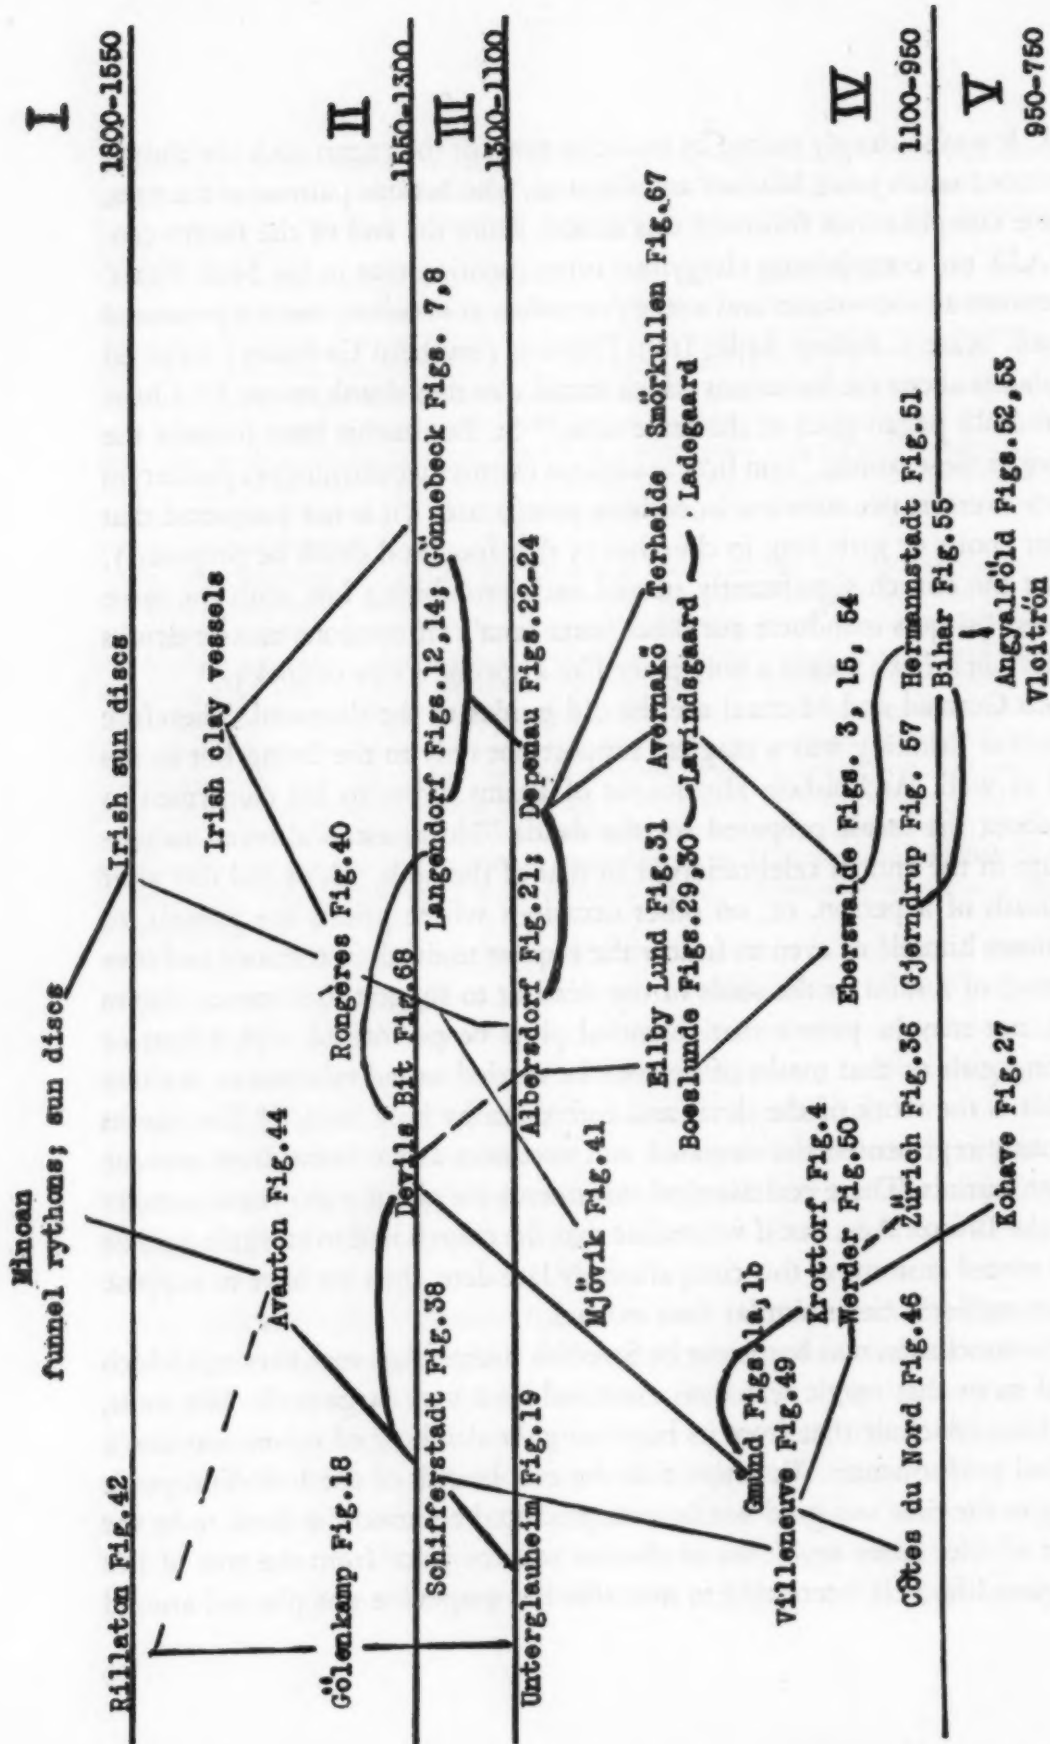 Minoan
funnel rythons; sun discs
I
Rillaton Fig. 42
Irish sun discs
1800-1550
Irish clay vessels
Avanton Fig.44
Gölenkamp Fig.18
Rongères Fig.40
II
Devils Bit Fig.68
1550-1300
Schifferstadt Fig.38
Langendorf Figs.12,14; Gönnebeck Figs. 7,8
III
1300-1100
Unterglauheim Fig.19
Albersdorf Fig.21; Depenau Figs.22-24
Mjövik Fig.41
Eilby Lund Fig.31
Avernakö
Terheide
Smörkullen Fig.67
Boeslunde Figs.29,30
Lavindsgaard
Ladegaard
Gmünd Figs.1a,1b
Villeneuve Fig.49
Krottorf Fig.4
Werder Fig.50
Eberswalde Figs. 3,15, 54
IV
Côtes du Nord Fig.46
Zürich Fig.36
Gjerndrup Fig. 57
Hermannstadt Fig.51
1100-950
Bihar Fig.55
V
Kohave Fig.27
Angyalföld Figs.52,53
Vlcitrön
950-750